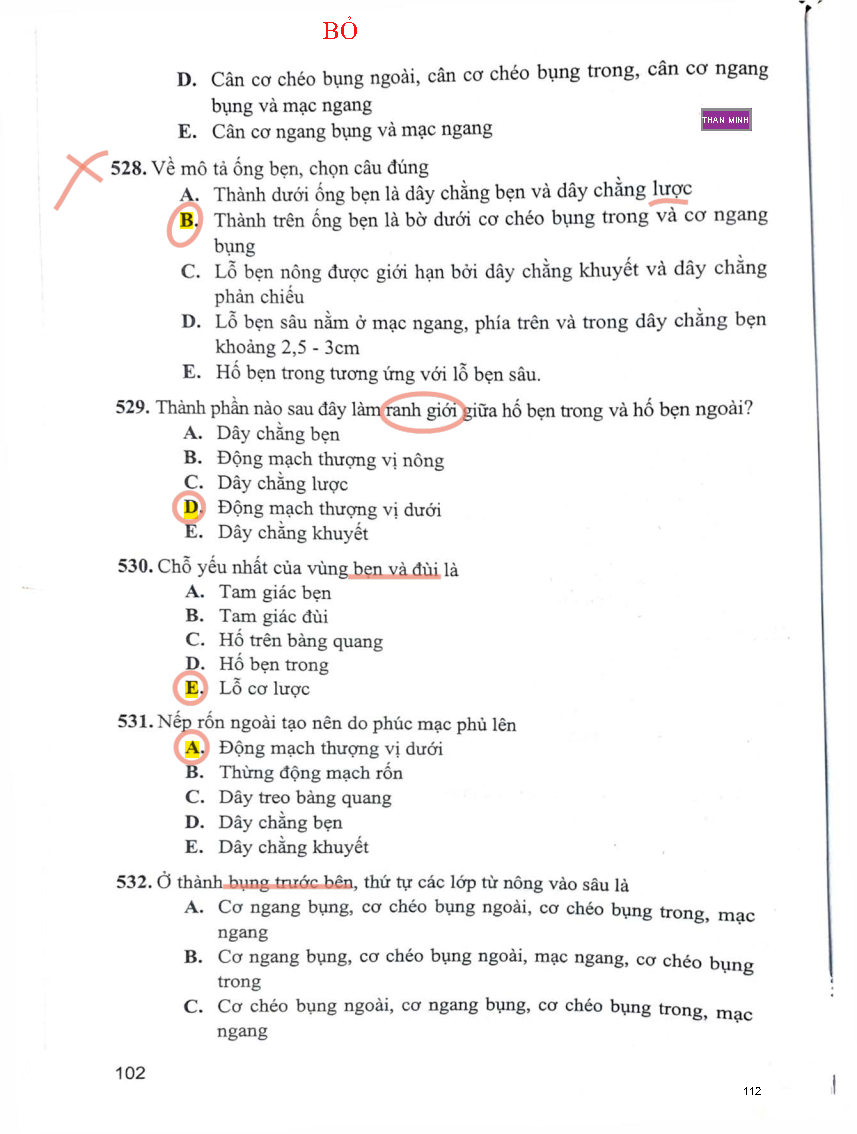 BỎ
D. Cân cơ chéo bụng ngoài, cân cơ chéo bụng trong, cân cơ ngang
bụng và mạc ngang
THAN MINH
E. Cân cơ ngang bụng và mạc ngang
528. Về mô tả ống bẹn, chọn câu đúng
A. Thành dưới ống bẹn là dây chằng bẹn và dây chằng lược
B. Thành trên ống bẹn là bờ dưới cơ chéo bụng trong và cơ ngang
bụng
C. Lỗ bẹn nông được giới hạn bởi dây chằng khuyết và dây chằng
phản chiếu
D. Lỗ bẹn sâu nằm ở mạc ngang, phía trên và trong dây chằng bẹn
khoảng 2,5 - 3cm
E. Hố bẹn trong tương ứng với lỗ bẹn sâu.
529. Thành phần nào sau đây làm ranh giới giữa hố bẹn trong và hố bẹn ngoài?
A. Dây chằng bẹn
B. Động mạch thượng vị nông
C. Dây chằng lược
D. Động mạch thượng vị dưới
E. Dây chằng khuyết
530. Chỗ yếu nhất của vùng bẹn và đùi là
A. Tam giác bẹn
B. Tam giác đùi
C. Hố trên bàng quang
D. Hố bẹn trong
E. Lỗ cơ lược
531. Nếp rốn ngoài tạo nên do phúc mạc phủ lên
A. Động mạch thượng vị dưới
B. Thừng động mạch rốn
C. Dây treo bàng quang
D. Dây chằng bẹn
E. Dây chằng khuyết
532. Ở thành bụng trước bên, thứ tự các lớp từ nông vào sâu là
A. Cơ ngang bụng, cơ chéo bụng ngoài, cơ chéo bụng trong, mạc
ngang
B. Cơ ngang bụng, cơ chéo bụng ngoài, mạc ngang, cơ chéo bụng
trong
C. Cơ chéo bụng ngoài, cơ ngang bụng, cơ chéo bụng trong, mạc
ngang
102
112